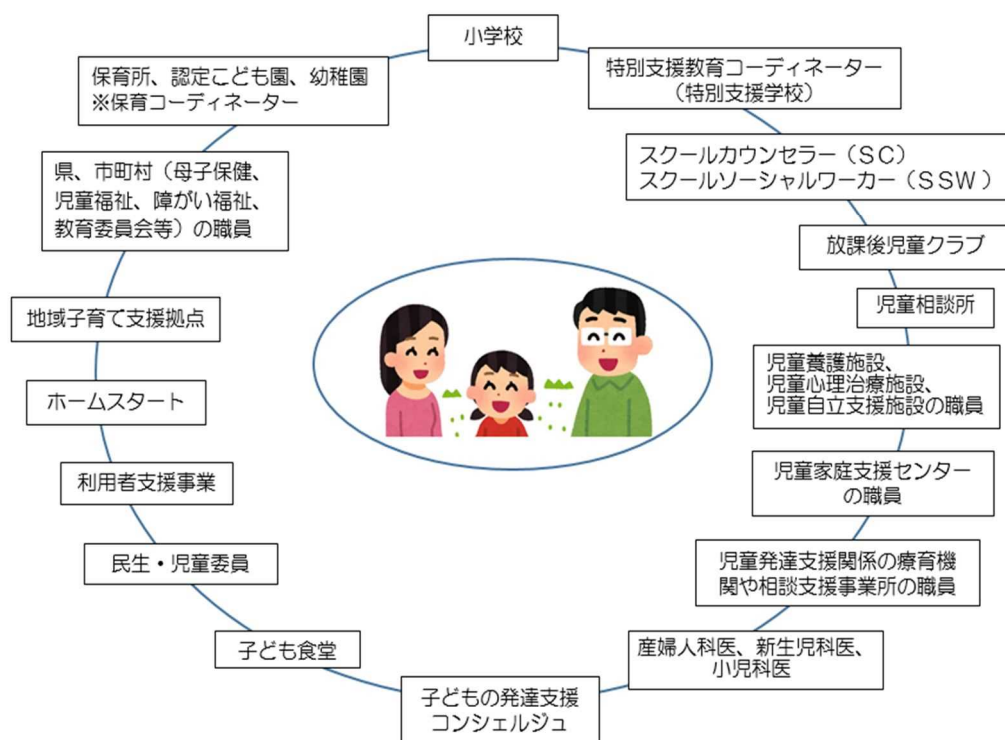 小学校
特別支援教育コーディネーター
（特別支援学校）
スクールカウンセラー（ＳＣ）
スクールソーシャルワーカー（ＳＳＷ）
放課後児童クラブ
児童相談所
児童養護施設、
児童心理治療施設、
児童自立支援施設の職員
児童家庭支援センター
の職員
児童発達支援関係の療育機
関や相談支援事業所の職員
産婦人科医、新生児科医、
小児科医
子どもの発達支援
コンシェルジュ
子ども食堂
民生・児童委員
利用者支援事業
ホームスタート
地域子育て支援拠点
県、市町村（母子保健、
児童福祉、障がい福祉、
教育委員会等）の職員
保育所、認定こども園、幼稚園
※保育コーディネーター